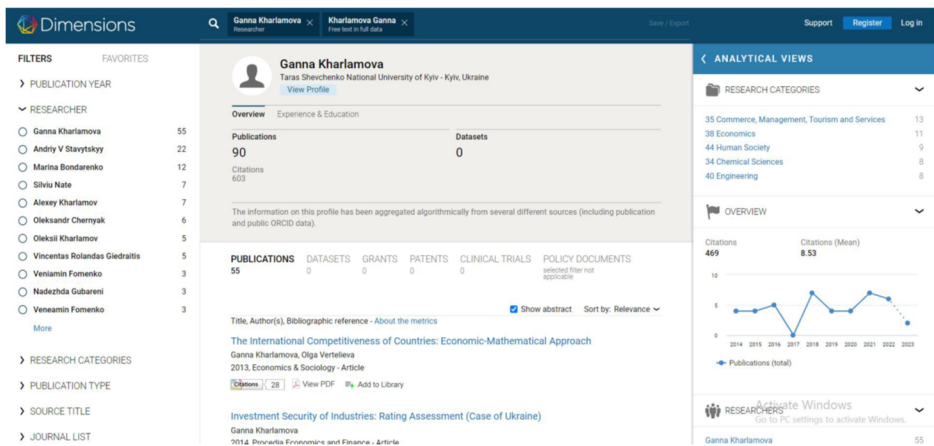 Dimensions
Ganna Kharlamova ×
Researcher
Kharlamova Ganna ×
Free text in full data
Save / Export
Support
Register
Log in
FILTERS
FAVORITES
PUBLICATION YEAR
RESEARCHER
Ganna Kharlamova 55
Andriy V Stavytskyy 22
Marina Bondarenko 12
Silviu Nate 7
Alexey Kharlamov 7
Oleksandr Chernyak 6
Oleksii Kharlamov 5
Vincentas Rolandas Giedraitis 5
Veniamin Fomenko 3
Nadezhda Gubareni 3
Veneamin Fomenko 3
More
RESEARCH CATEGORIES
PUBLICATION TYPE
SOURCE TITLE
JOURNAL LIST
Ganna Kharlamova
Taras Shevchenko National University of Kyiv - Kyiv, Ukraine
View Profile
Overview Experience & Education
Publications Datasets
90 0
Citations
603
The information on this profile has been aggregated algorithmically from several different sources (including publication
and public ORCID data).
PUBLICATIONS DATASETS GRANTS PATENTS CLINICAL TRIALS POLICY DOCUMENTS
55 0 0 0 0 selected filter not
applicable
Show abstract Sort by: Relevance
Title, Author(s), Bibliographic reference - About the metrics
The International Competitiveness of Countries: Economic-Mathematical Approach
Ganna Kharlamova, Olga Vertelieva
2013, Economics & Sociology - Article
Citations 28 View PDF Add to Library
Investment Security of Industries: Rating Assessment (Case of Ukraine)
Ganna Kharlamova
2014, Procedia Economics and Finance - Article
ANALYTICAL VIEWS
RESEARCH CATEGORIES
35 Commerce, Management, Tourism and Services 13
38 Economics 11
44 Human Society 9
34 Chemical Sciences 8
40 Engineering 8
OVERVIEW
Citations Citations (Mean)
469 8.53
10
5
0
2014 2015 2016 2017 2018 2019 2020 2021 2022 2023
Publications (total)
Activate Windows
Go to PC settings to activate Windows.
RESEARCHERS
Ganna Kharlamova 55